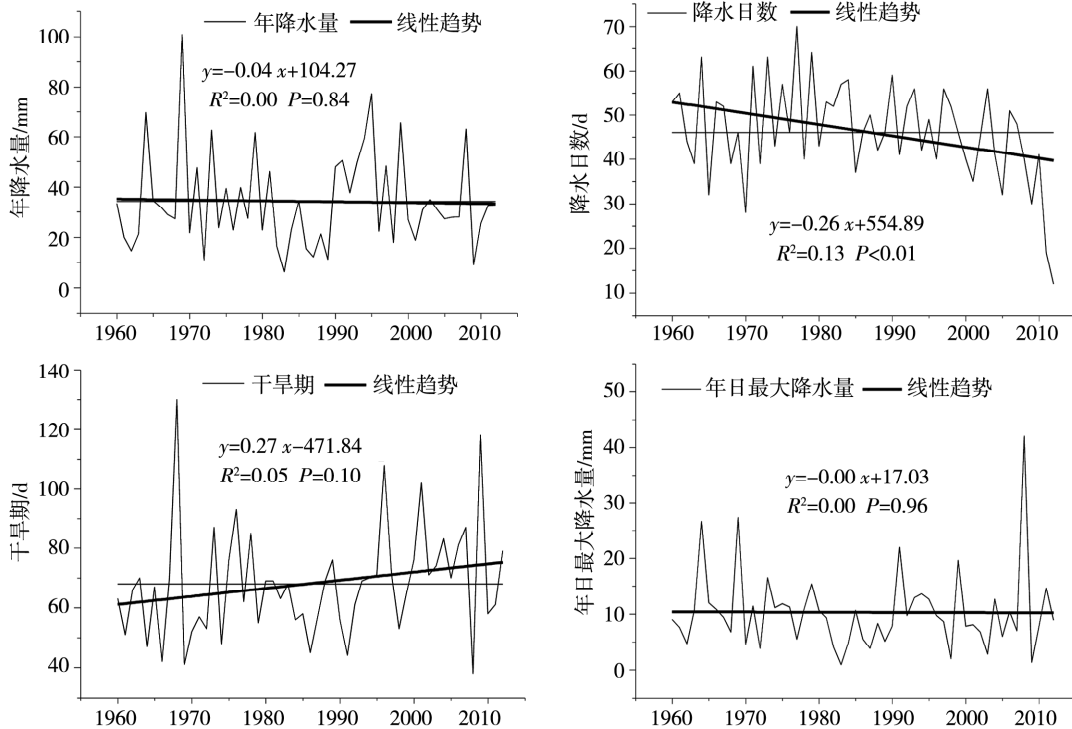 年降水量 线性趋势
y=−0.04 x+104.27
R²=0.00 P=0.84
年降水量/mm
100
80
60
40
20
0
1960 1970 1980 1990 2000 2010
降水日数 线性趋势
y=−0.26 x+554.89
R²=0.13 P<0.01
降水日数/d
70
60
50
40
30
20
10
1960 1970 1980 1990 2000 2010
干旱期 线性趋势
y=0.27 x−471.84
R²=0.05 P=0.10
干旱期/d
140
120
100
80
60
40
1960 1970 1980 1990 2000 2010
年日最大降水量 线性趋势
y=−0.00 x+17.03
R²=0.00 P=0.96
年日最大降水量/mm
50
40
30
20
10
0
1960 1970 1980 1990 2000 2010